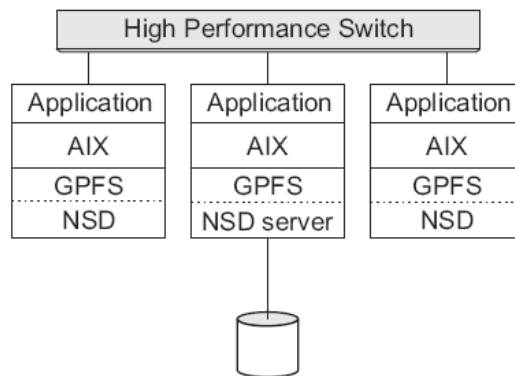 High Performance Switch
Application
AIX
GPFS
NSD
Application
AIX
GPFS
NSD server
Application
AIX
GPFS
NSD